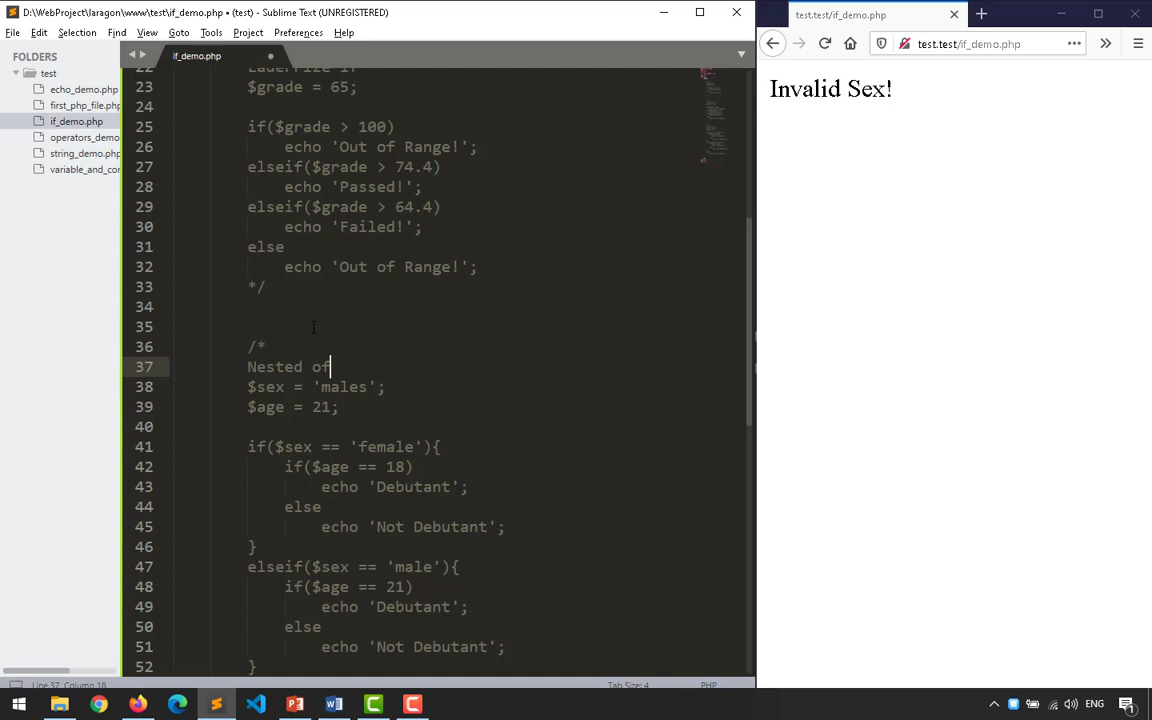 D:\WebProject\laragon\www\test\if_demo.php • (test) - Sublime Text (UNREGISTERED)
File Edit Selection Find View Goto Tools Project Preferences Help
FOLDERS
test
echo_demo.php
first_php_file.php
if_demo.php
operators_demo
string_demo.php
variable_and_cor
if_demo.php
22
23 $grade = 65;
24
25 if($grade > 100)
26 echo 'Out of Range!';
27 elseif($grade > 74.4)
28 echo 'Passed!';
29 elseif($grade > 64.4)
30 echo 'Failed!';
31 else
32 echo 'Out of Range!';
33 */
34
35
36 /*
37 Nested of
38 $sex = 'males';
39 $age = 21;
40
41 if($sex == 'female'){
42 if($age == 18)
43 echo 'Debutant';
44 else
45 echo 'Not Debutant';
46 }
47 elseif($sex == 'male'){
48 if($age == 21)
49 echo 'Debutant';
50 else
51 echo 'Not Debutant';
52 }
Line 37, Column 18 Tab Size: 4 PHP
test.test/if_demo.php
test.test/if_demo.php
Invalid Sex!
ENG
1